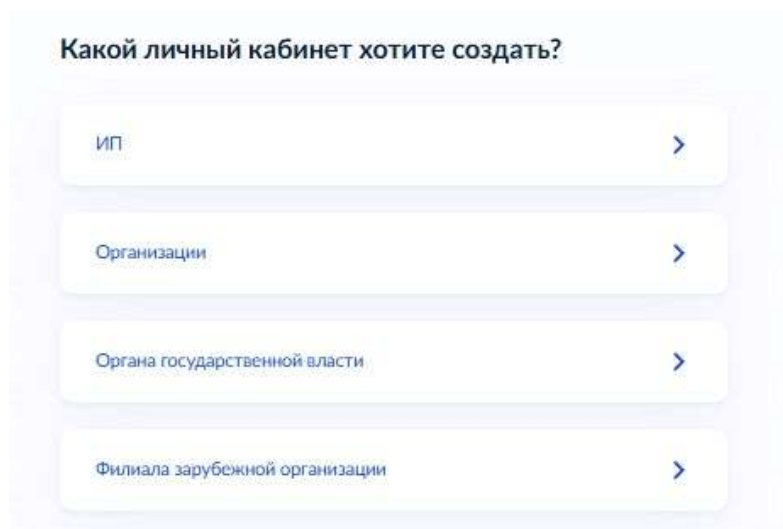 Какой личный кабинет хотите создать?
ИП
Организации
Органа государственной власти
Филиала зарубежной организации